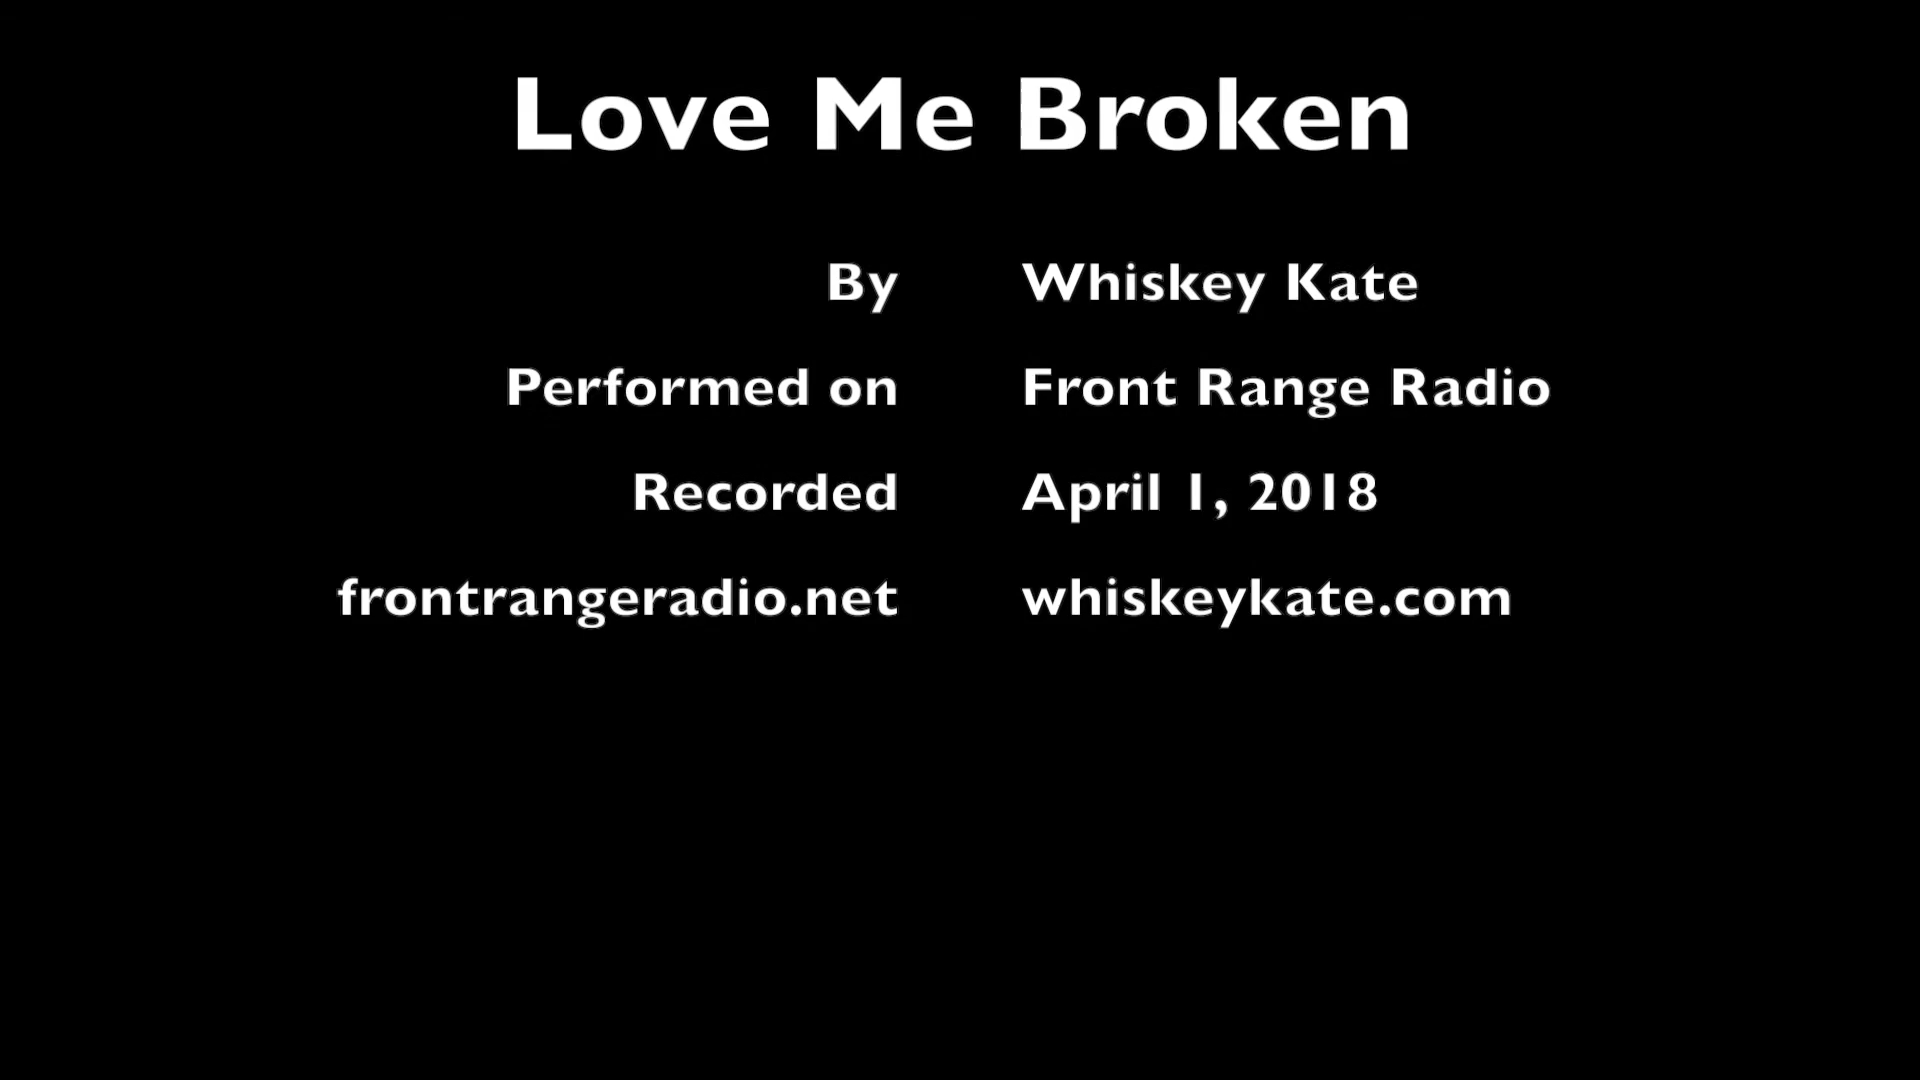 Love Me Broken
By Whiskey Kate
Performed on Front Range Radio
Recorded April 1, 2018
frontrangeradio.net whiskeykate.com